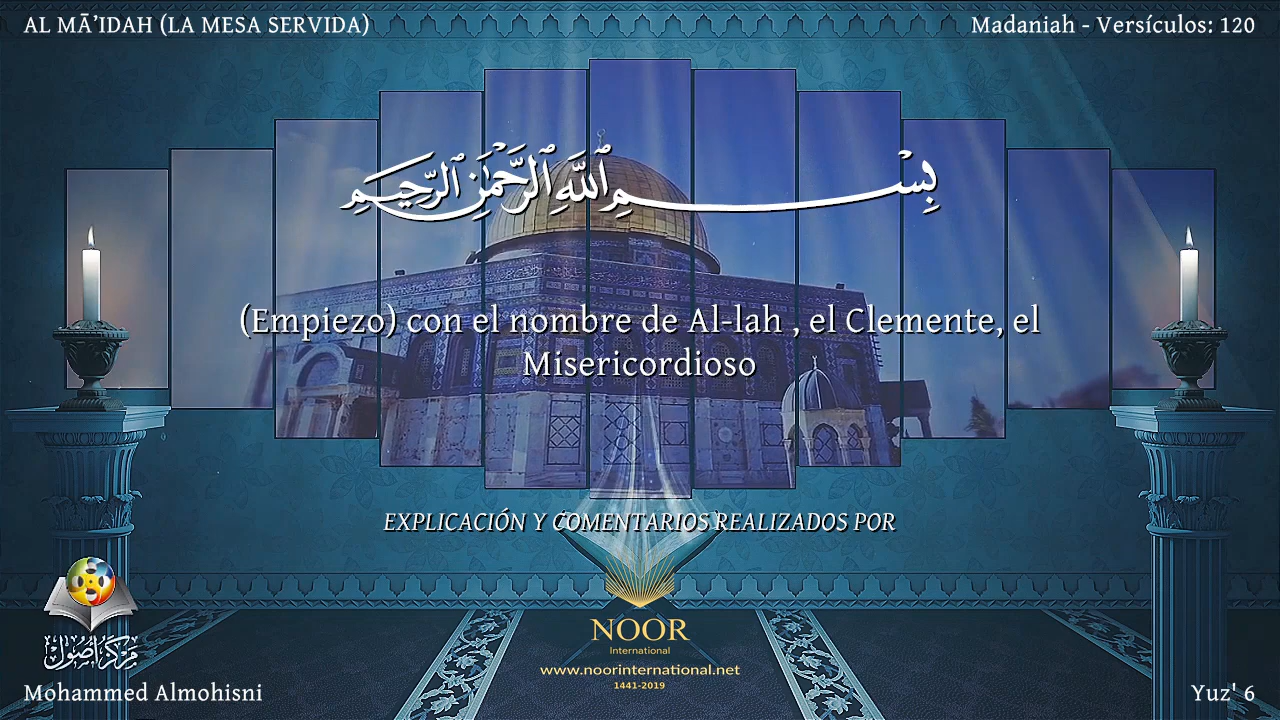 AL MĀ’IDAH (LA MESA SERVIDA)
Madaniah - Versículos: 120
بِسْمِ ٱللَّهِ ٱلرَّحْمَٰنِ ٱلرَّحِيمِ
(Empiezo) con el nombre de Al-lah , el Clemente, el
Misericordioso
EXPLICACIÓN Y COMENTARIOS REALIZADOS POR
NOOR
International
www.noorinternational.net
1441-2019
مركز أصول
Mohammed Almohisni
Yuz' 6